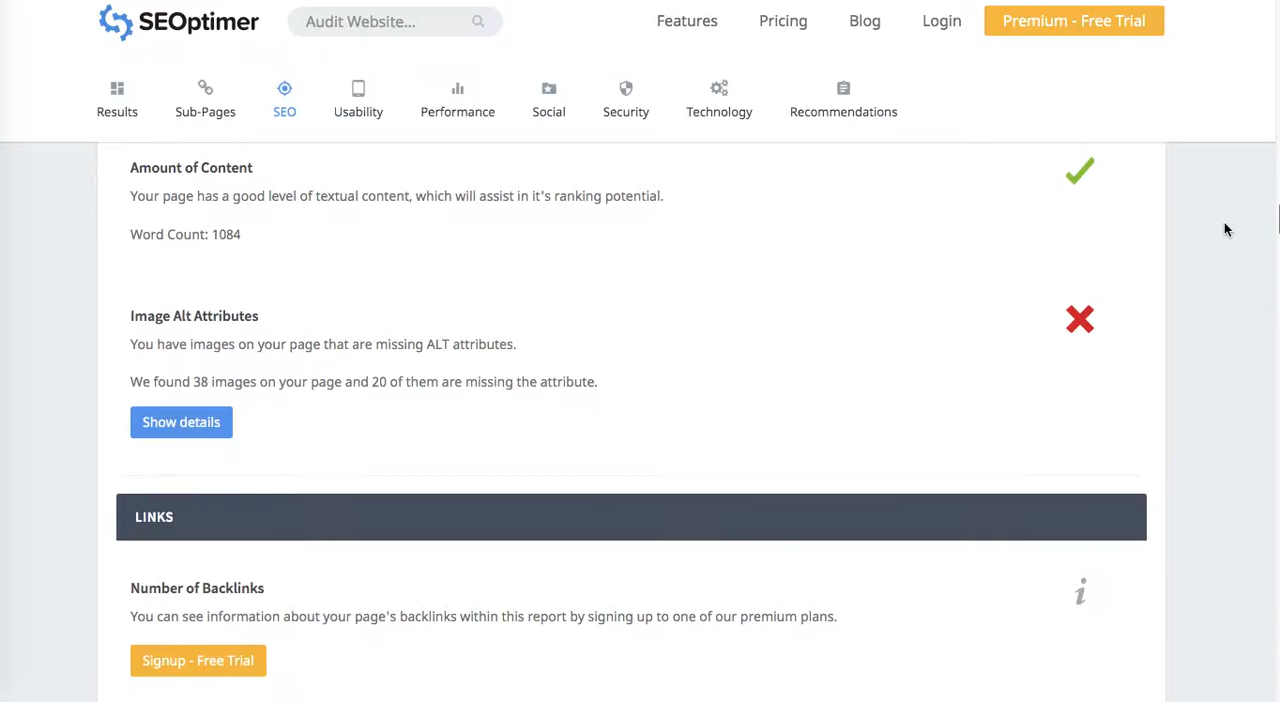 SEOptimer
Audit Website...
Features
Pricing
Blog
Login
Premium - Free Trial
Results
Sub-Pages
SEO
Usability
Performance
Social
Security
Technology
Recommendations
Amount of Content
Your page has a good level of textual content, which will assist in it's ranking potential.
Word Count: 1084
Image Alt Attributes
You have images on your page that are missing ALT attributes.
We found 38 images on your page and 20 of them are missing the attribute.
Show details
LINKS
Number of Backlinks
You can see information about your page's backlinks within this report by signing up to one of our premium plans.
Signup - Free Trial